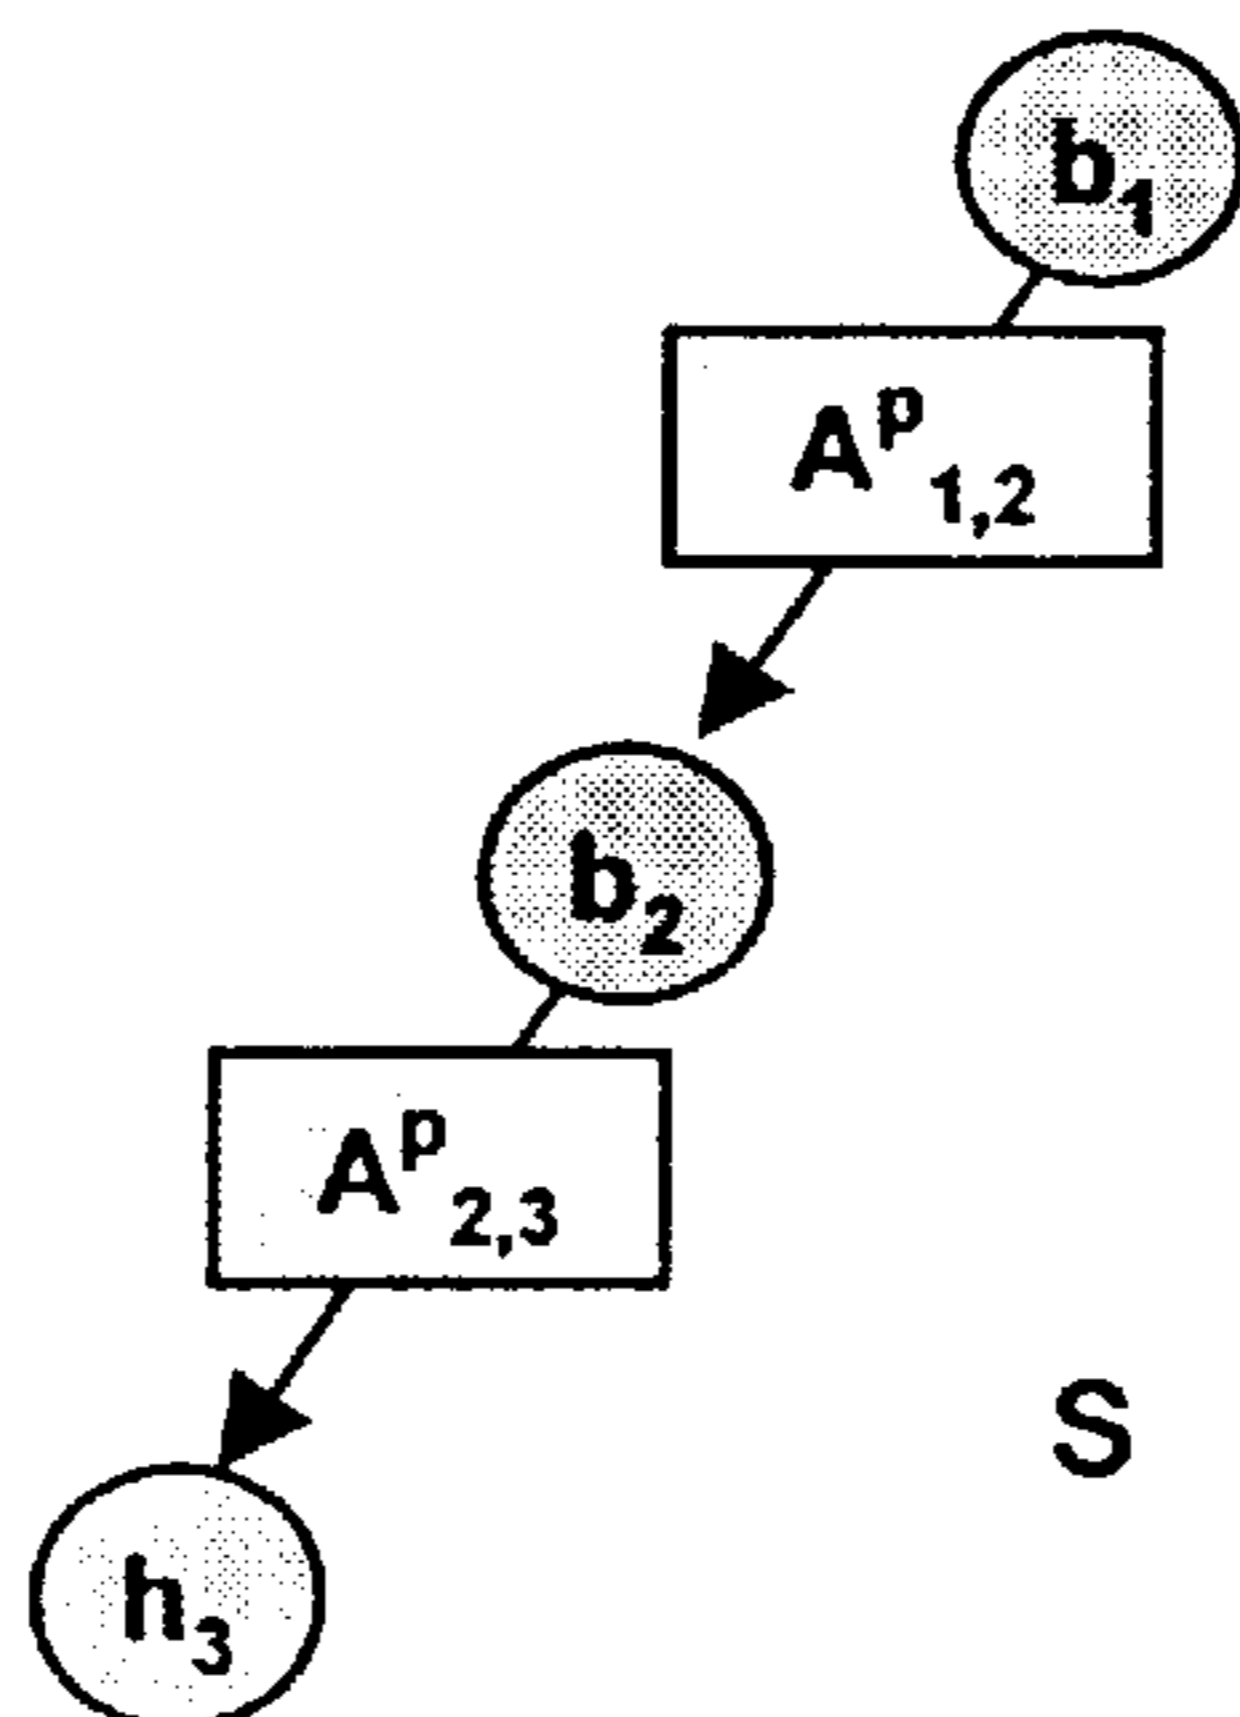 b₁
Aᵖ₁,₂
b₂
Aᵖ₂,₃
S
h₃